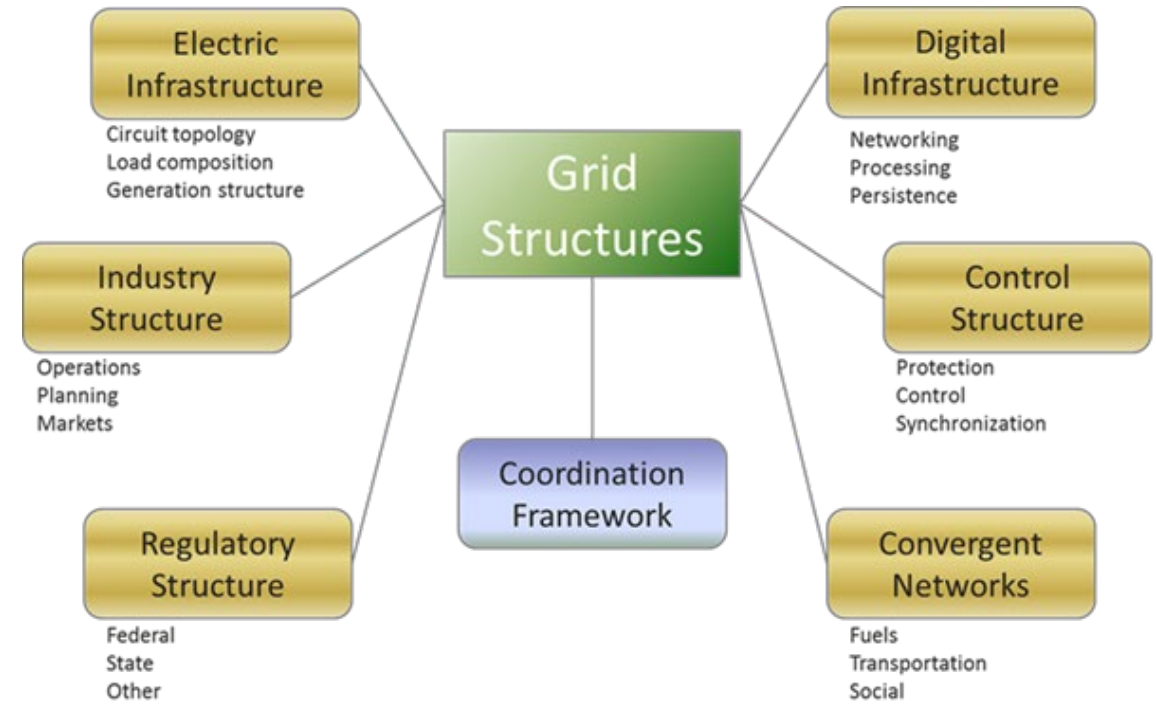 Electric
Infrastructure
Circuit topology
Load composition
Generation structure
Industry
Structure
Operations
Planning
Markets
Regulatory
Structure
Federal
State
Other
Grid
Structures
Coordination
Framework
Digital
Infrastructure
Networking
Processing
Persistence
Control
Structure
Protection
Control
Synchronization
Convergent
Networks
Fuels
Transportation
Social